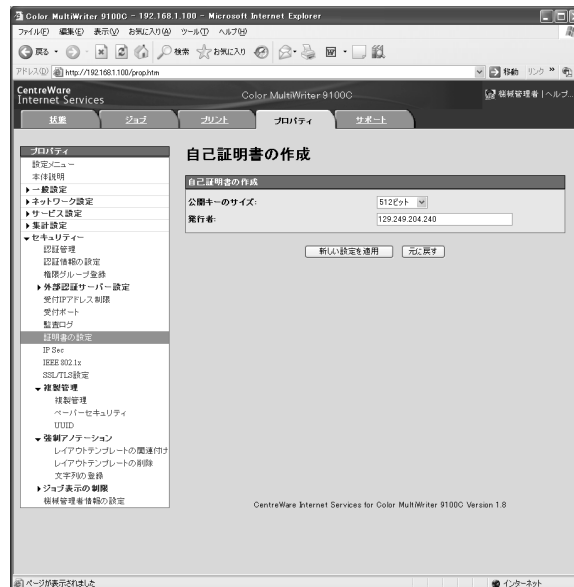 Color MultiWriter 9100C - 192.168.1.100 - Microsoft Internet Explorer
ファイル(F) 編集(E) 表示(V) お気に入り(A) ツール(T) ヘルプ(H)
戻る 検索 お気に入り
アドレス(D) http://192.168.1.100/prop.htm 移動 リンク »
CentreWare
Internet Services
Color MultiWriter 9100C
機械管理者 | ヘルプ...
状態 ジョブ プリント プロパティ サポート
プロパティ
設定メニュー
本体説明
一般設定
ネットワーク設定
サービス設定
集計設定
セキュリティー
認証管理
認証情報の設定
権限グループ登録
外部認証サーバー設定
受付IPアドレス制限
受付ポート
監査ログ
証明書の設定
IP Sec
IEEE 802.1x
SSL/TLS設定
複製管理
複製管理
ペーパーセキュリティ
UUID
強制アノテーション
レイアウトテンプレートの関連付け
レイアウトテンプレートの削除
文字列の登録
ジョブ表示の制限
機械管理者情報の設定
自己証明書の作成
自己証明書の作成
公開キーのサイズ: 512ビット
発行者: 129.249.204.240
新しい設定を適用 元に戻す
CentreWare Internet Services for Color MultiWriter 9100C Version 1.8
ページが表示されました インターネット